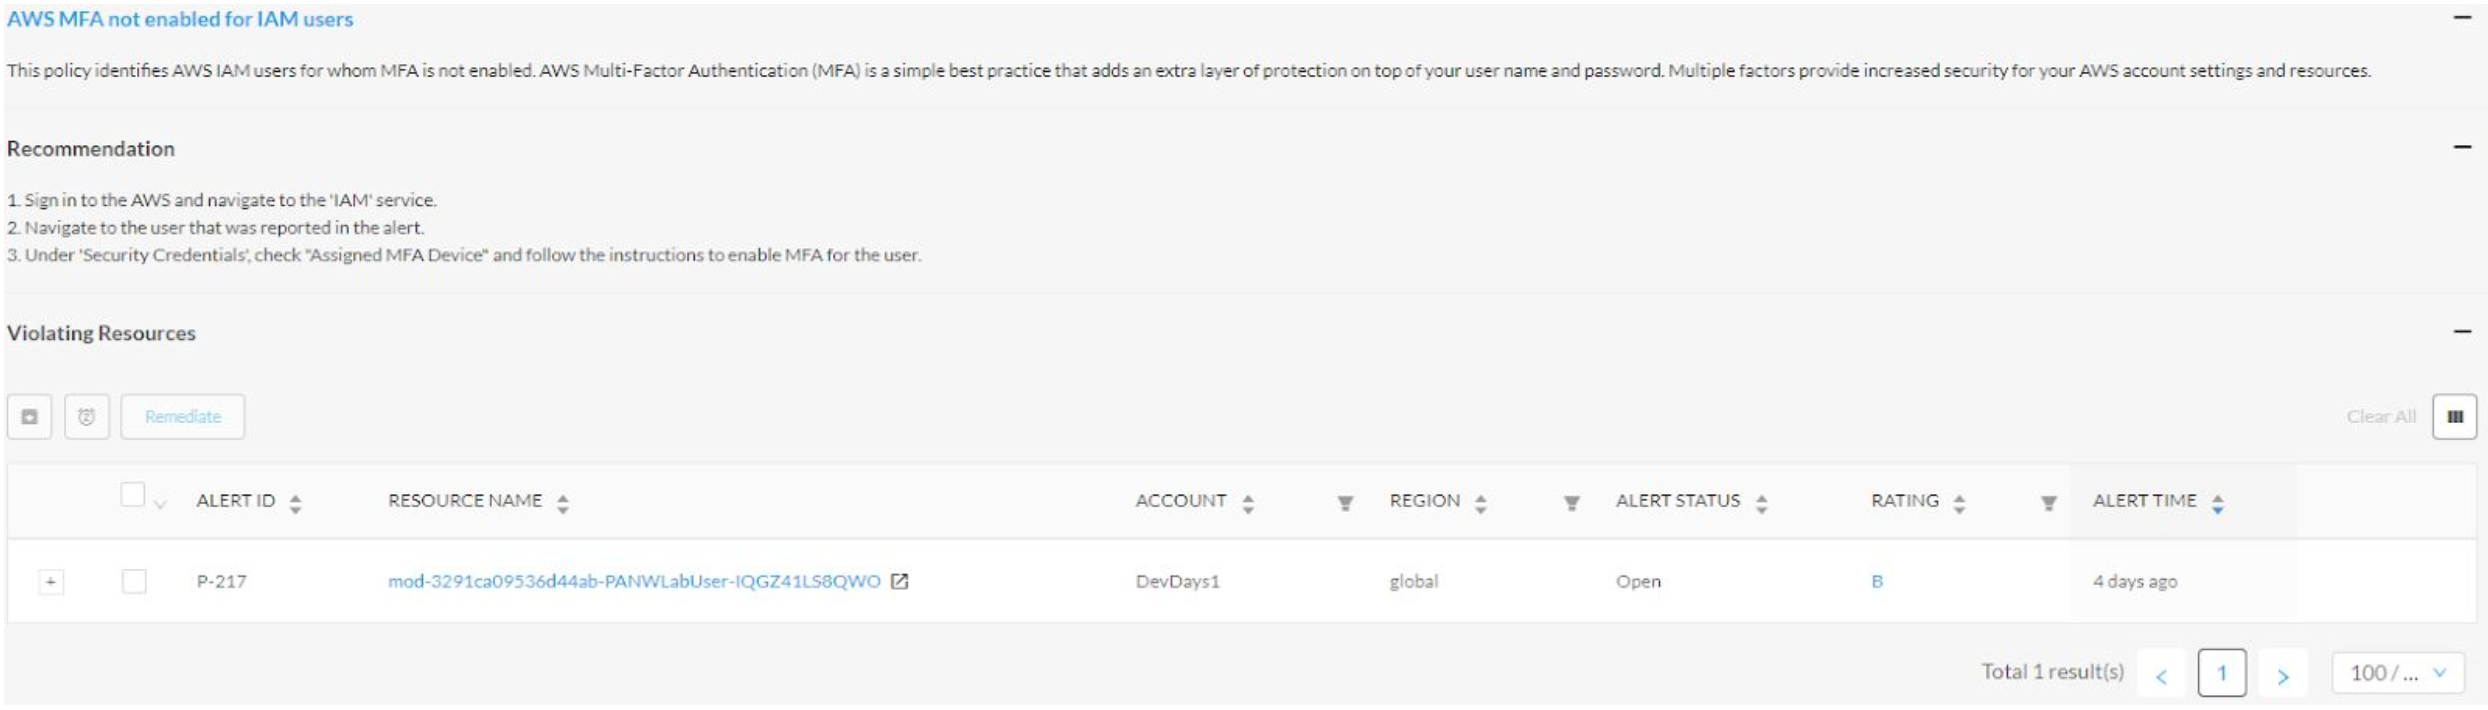 AWS MFA not enabled for IAM users
This policy identifies AWS IAM users for whom MFA is not enabled. AWS Multi-Factor Authentication (MFA) is a simple best practice that adds an extra layer of protection on top of your user name and password. Multiple factors provide increased security for your AWS account settings and resources.
Recommendation
1. Sign in to the AWS and navigate to the 'IAM' service.
2. Navigate to the user that was reported in the alert.
3. Under 'Security Credentials', check "Assigned MFA Device" and follow the instructions to enable MFA for the user.
Violating Resources
Remediate Clear All
ALERT ID RESOURCE NAME ACCOUNT REGION ALERT STATUS RATING ALERT TIME
+ P-217 mod-3291ca09536d44ab-PANWLabUser-IQGZ41LS8QWO DevDays1 global Open B 4 days ago
Total 1 result(s) < 1 > 100 / ...